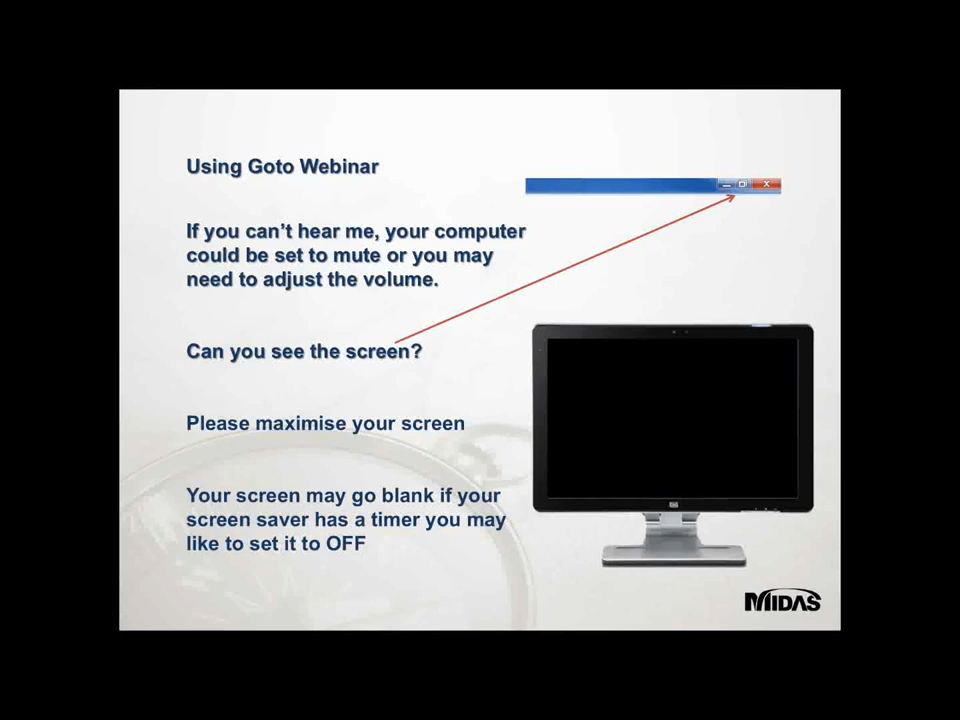 Using Goto Webinar
If you can't hear me, your computer
could be set to mute or you may
need to adjust the volume.
Can you see the screen?
Please maximise your screen
Your screen may go blank if your
screen saver has a timer you may
like to set it to OFF
MIDAS